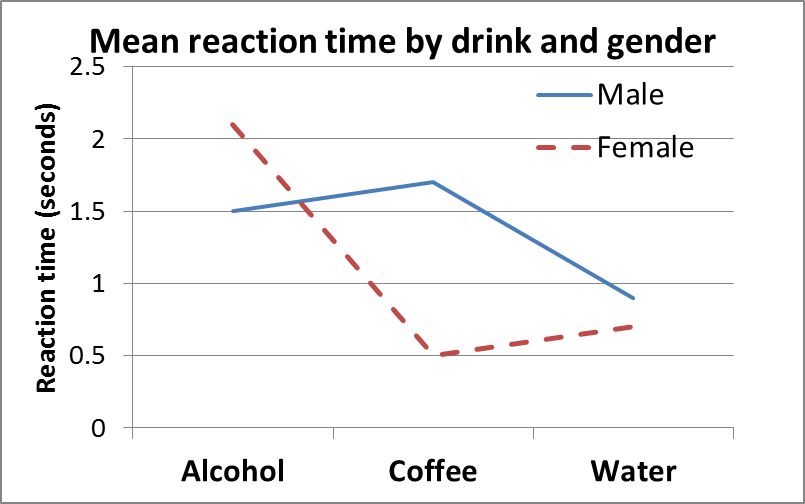 Mean reaction time by drink and gender
Reaction time (seconds)
2.5
2
1.5
1
0.5
0
Male
Female
Alcohol
Coffee
Water